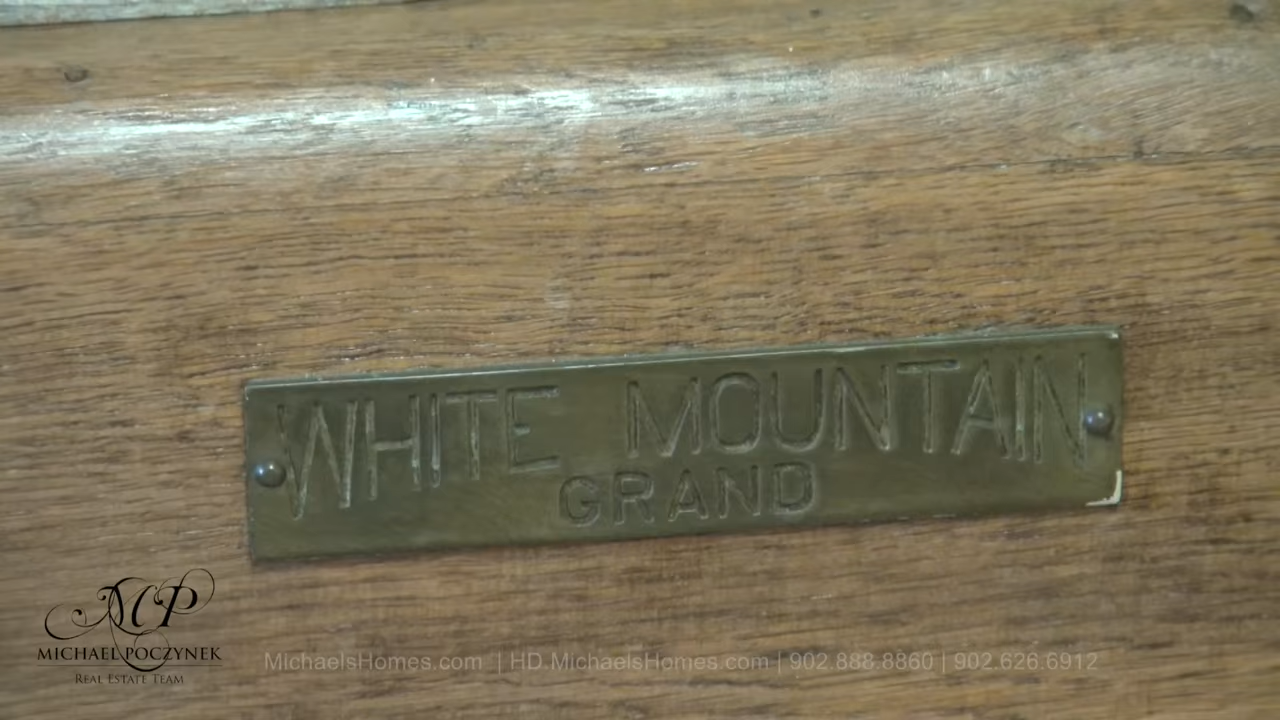 WHITE MOUNTAIN
GRAND
MP
MICHAEL POCZYNEK
REAL ESTATE TEAM
MichaelsHomes.com | HD.MichaelsHomes.com | 902.888.8860 | 902.626.6912